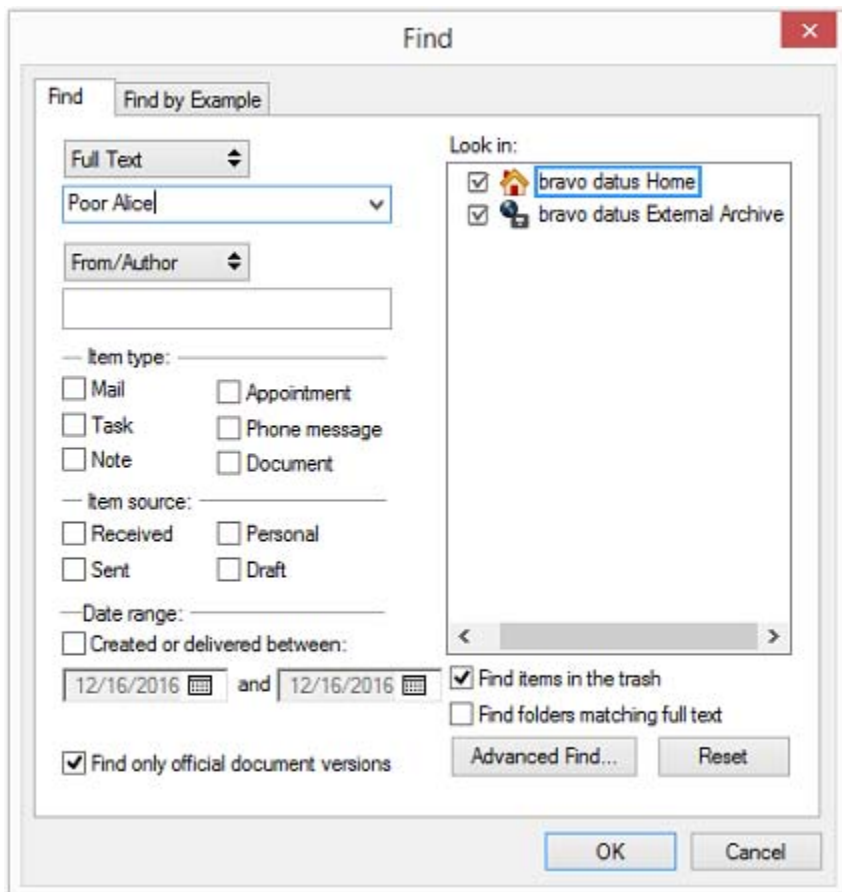 Find
Find
Find by Example
Full Text
Poor Alice
From/Author
Item type:
Mail
Appointment
Task
Phone message
Note
Document
Item source:
Received
Personal
Sent
Draft
Date range:
Created or delivered between:
12/16/2016 and 12/16/2016
Find only official document versions
Look in:
bravo datus Home
bravo datus External Archive
Find items in the trash
Find folders matching full text
Advanced Find... Reset
OK Cancel